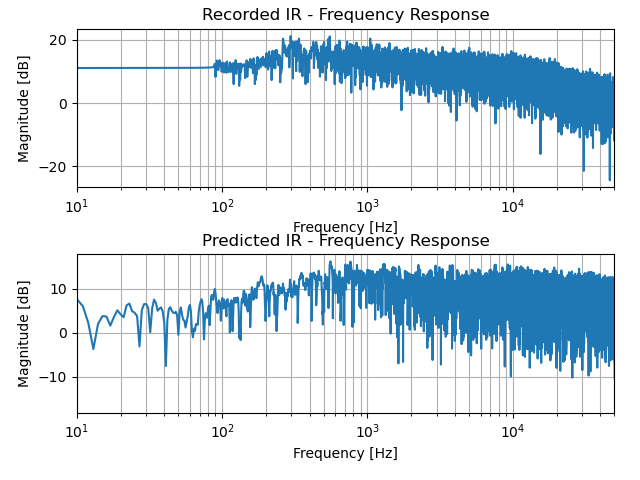 Recorded IR - Frequency Response
Magnitude [dB]
20
0
−20
10¹ 10² 10³ 10⁴
Frequency [Hz]
Predicted IR - Frequency Response
Magnitude [dB]
10
0
−10
10¹ 10² 10³ 10⁴
Frequency [Hz]